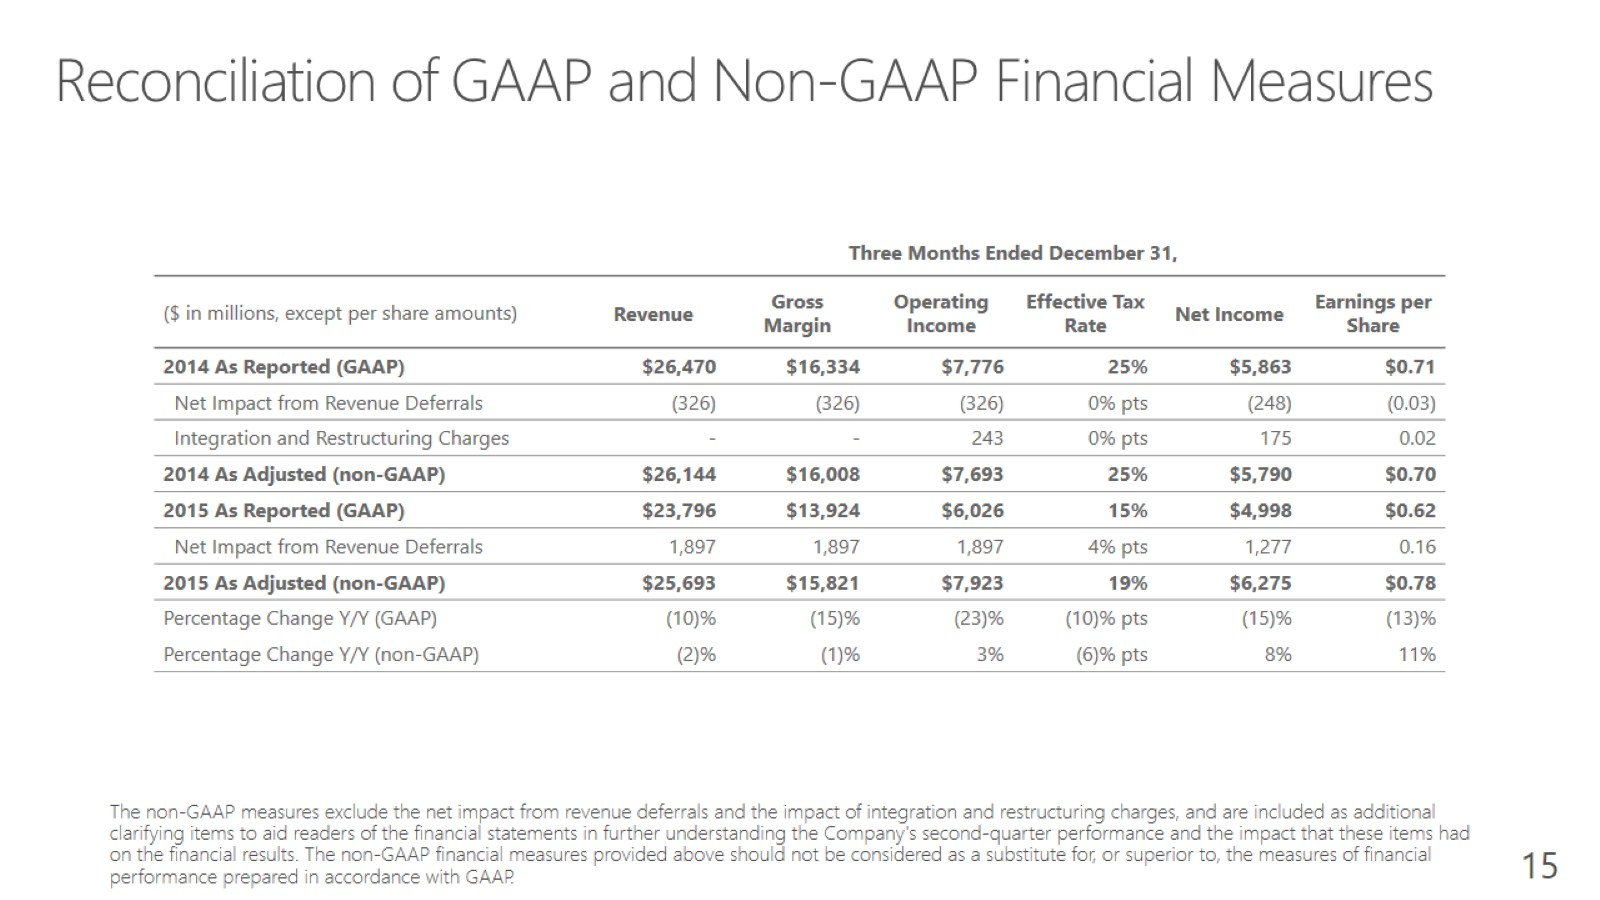 Reconciliation of GAAP and Non-GAAP Financial Measures
Three Months Ended December 31,
($ in millions, except per share amounts) Revenue Gross Margin Operating Income Effective Tax Rate Net Income Earnings per Share
2014 As Reported (GAAP) $26,470 $16,334 $7,776 25% $5,863 $0.71
Net Impact from Revenue Deferrals (326) (326) (326) 0% pts (248) (0.03)
Integration and Restructuring Charges - - 243 0% pts 175 0.02
2014 As Adjusted (non-GAAP) $26,144 $16,008 $7,693 25% $5,790 $0.70
2015 As Reported (GAAP) $23,796 $13,924 $6,026 15% $4,998 $0.62
Net Impact from Revenue Deferrals 1,897 1,897 1,897 4% pts 1,277 0.16
2015 As Adjusted (non-GAAP) $25,693 $15,821 $7,923 19% $6,275 $0.78
Percentage Change Y/Y (GAAP) (10)% (15)% (23)% (10)% pts (15)% (13)%
Percentage Change Y/Y (non-GAAP) (2)% (1)% 3% (6)% pts 8% 11%
The non-GAAP measures exclude the net impact from revenue deferrals and the impact of integration and restructuring charges, and are included as additional
clarifying items to aid readers of the financial statements in further understanding the Company's second-quarter performance and the impact that these items had
on the financial results. The non-GAAP financial measures provided above should not be considered as a substitute for, or superior to, the measures of financial
performance prepared in accordance with GAAP.
15